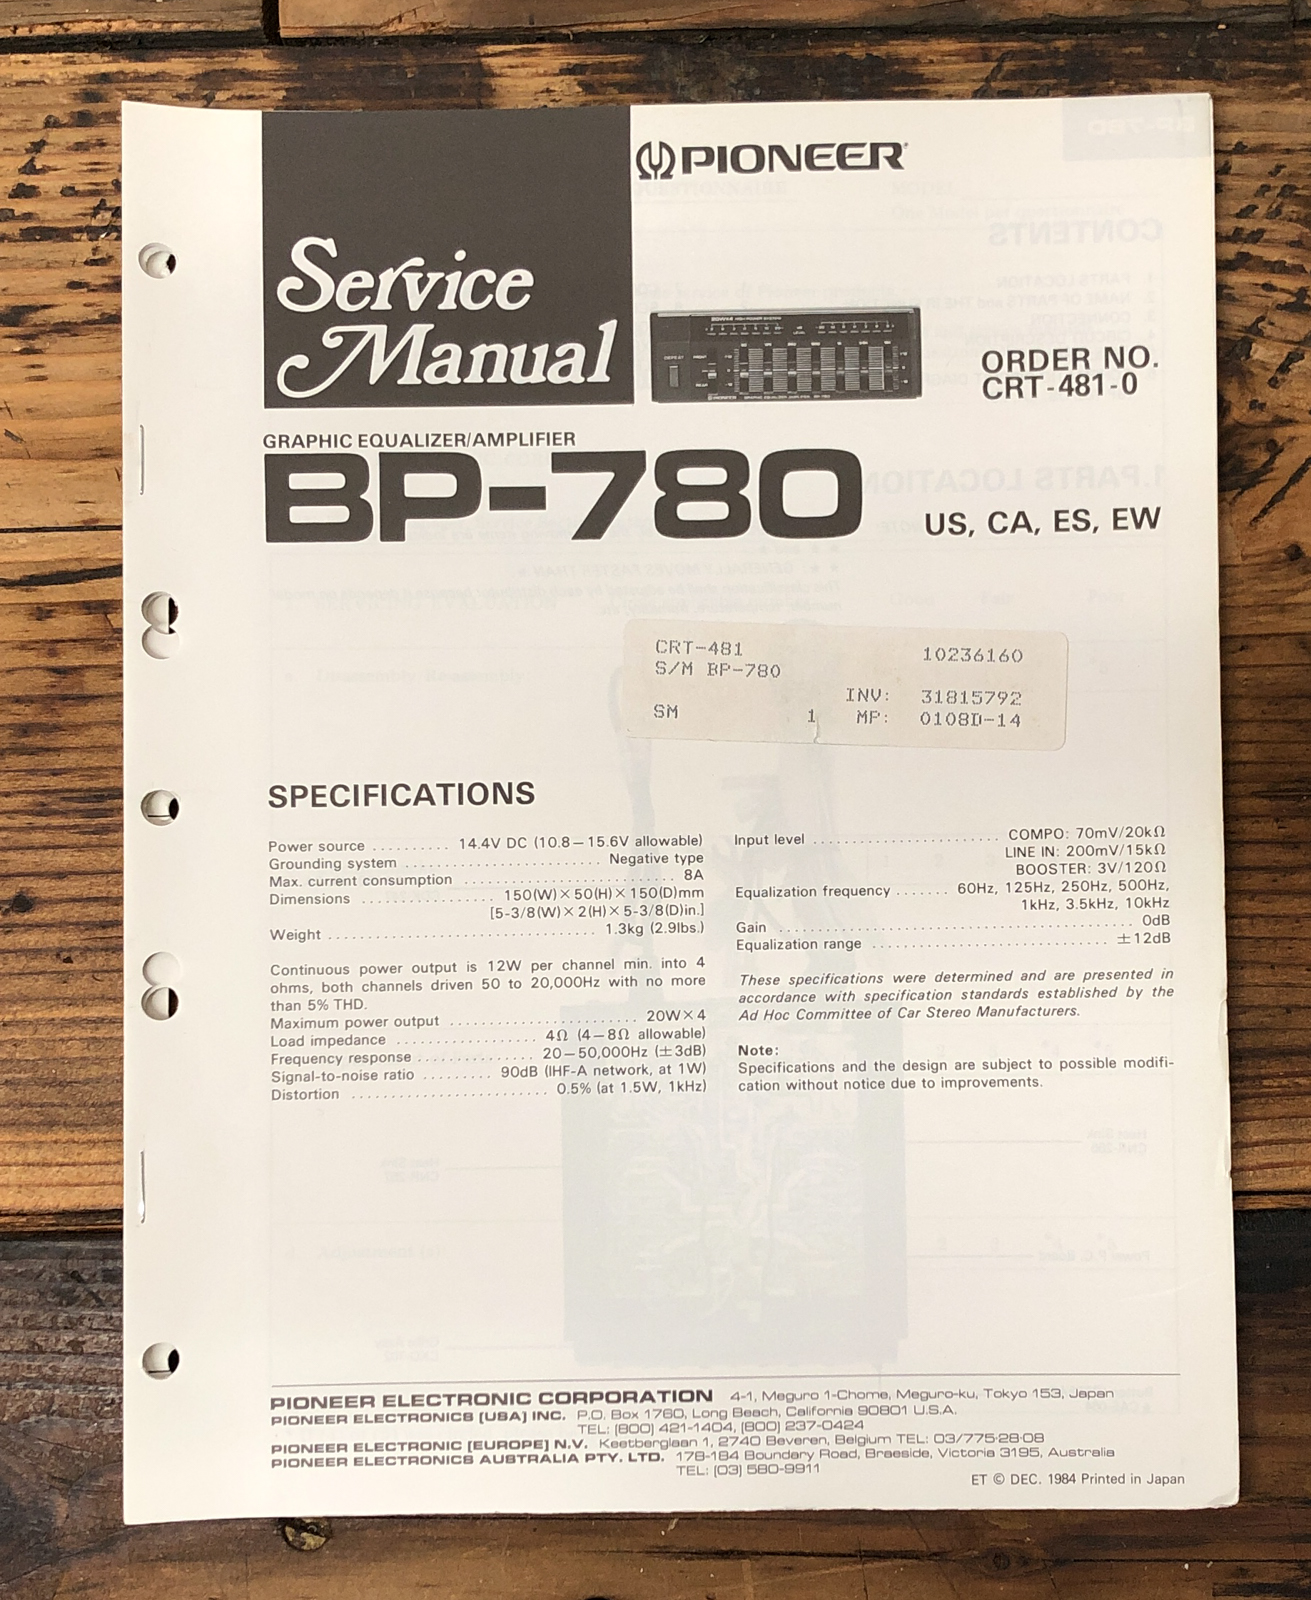 PIONEER
Service
Manual
ORDER NO.
CRT-481-0
GRAPHIC EQUALIZER/AMPLIFIER
BP-780
US, CA, ES, EW
CRT-481 10236160
S/M BP-780
INV: 31815792
SM 1 MP: 0108D-14
SPECIFICATIONS
Power source .......... 14.4V DC (10.8–15.6V allowable)
Grounding system .......................... Negative type
Max. current consumption ............................ 8A
Dimensions ................. 150(W)×50(H)×150(D)mm
[5-3/8(W)×2(H)×5-3/8(D)in.]
Weight .................................. 1.3kg (2.9lbs.)
Continuous power output is 12W per channel min. into 4
ohms, both channels driven 50 to 20,000Hz with no more
than 5% THD.
Maximum power output ........................ 20W×4
Load impedance .................. 4Ω (4–8Ω allowable)
Frequency response .............. 20–50,000Hz (±3dB)
Signal-to-noise ratio ......... 90dB (IHF-A network, at 1W)
Distortion ......................... 0.5% (at 1.5W, 1kHz)
Input level ........................ COMPO: 70mV/20kΩ
LINE IN: 200mV/15kΩ
BOOSTER: 3V/120Ω
Equalization frequency ....... 60Hz, 125Hz, 250Hz, 500Hz,
1kHz, 3.5kHz, 10kHz
Gain ............................................. 0dB
Equalization range .............................. ±12dB
These specifications were determined and are presented in
accordance with specification standards established by the
Ad Hoc Committee of Car Stereo Manufacturers.
Note:
Specifications and the design are subject to possible modifi-
cation without notice due to improvements.
PIONEER ELECTRONIC CORPORATION 4-1, Meguro 1-Chome, Meguro-ku, Tokyo 153, Japan
PIONEER ELECTRONICS [USA] INC. P.O. Box 1760, Long Beach, California 90801 U.S.A.
TEL: [800] 421-1404, [800] 237-0424
PIONEER ELECTRONIC [EUROPE] N.V. Keetberglaan 1, 2740 Beveren, Belgium TEL: 03/775·28·08
PIONEER ELECTRONICS AUSTRALIA PTY. LTD. 178-184 Boundary Road, Braeside, Victoria 3195, Australia
TEL: [03] 580-9911
ET © DEC. 1984 Printed in Japan